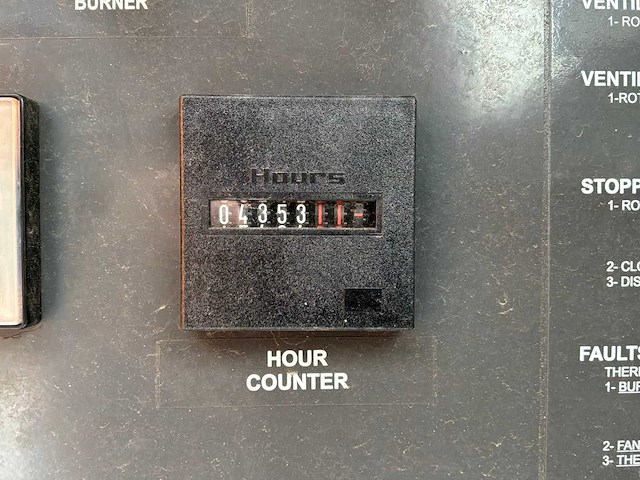 BURNER
Hours
04353
HOUR
COUNTER
VENTIL
1- RO
VENTI
1-ROT
STOPP
1- RO
2- CLO
3- DIS
FAULTS
THER
1- BUR
2- FAN
3- THE